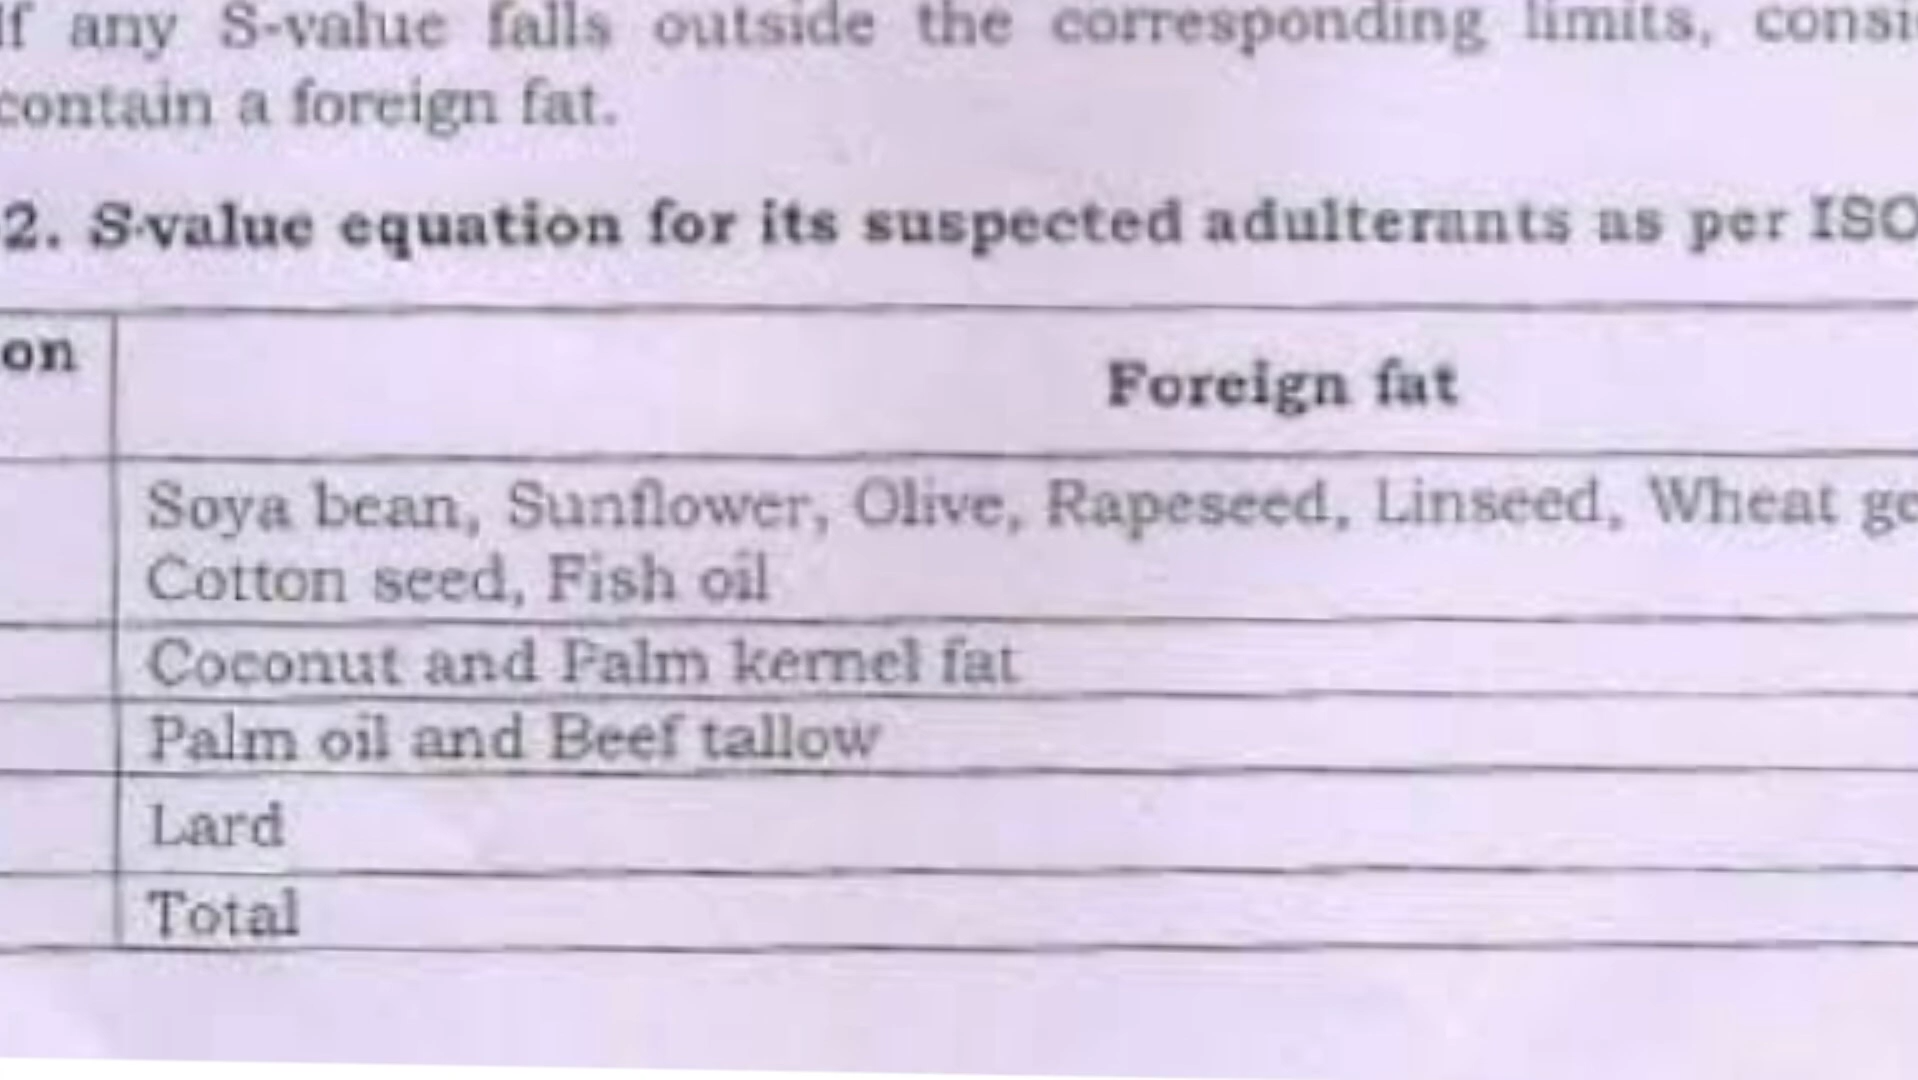 If any S-value falls outside the corresponding limits, consi
contain a foreign fat.
2. S-value equation for its suspected adulterants as per ISO
on
Foreign fat
Soya bean, Sunflower, Olive, Rapeseed, Linseed, Wheat ge
Cotton seed, Fish oil
Coconut and Palm kernel fat
Palm oil and Beef tallow
Lard
Total